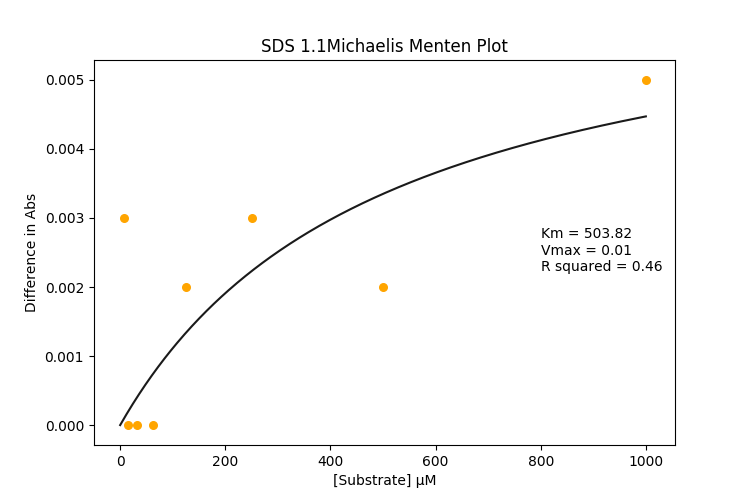 SDS 1.1Michaelis Menten Plot
0.005
0.004
0.003
0.002
0.001
0.000
Difference in Abs
Km = 503.82
Vmax = 0.01
R squared = 0.46
0 200 400 600 800 1000
[Substrate] μM